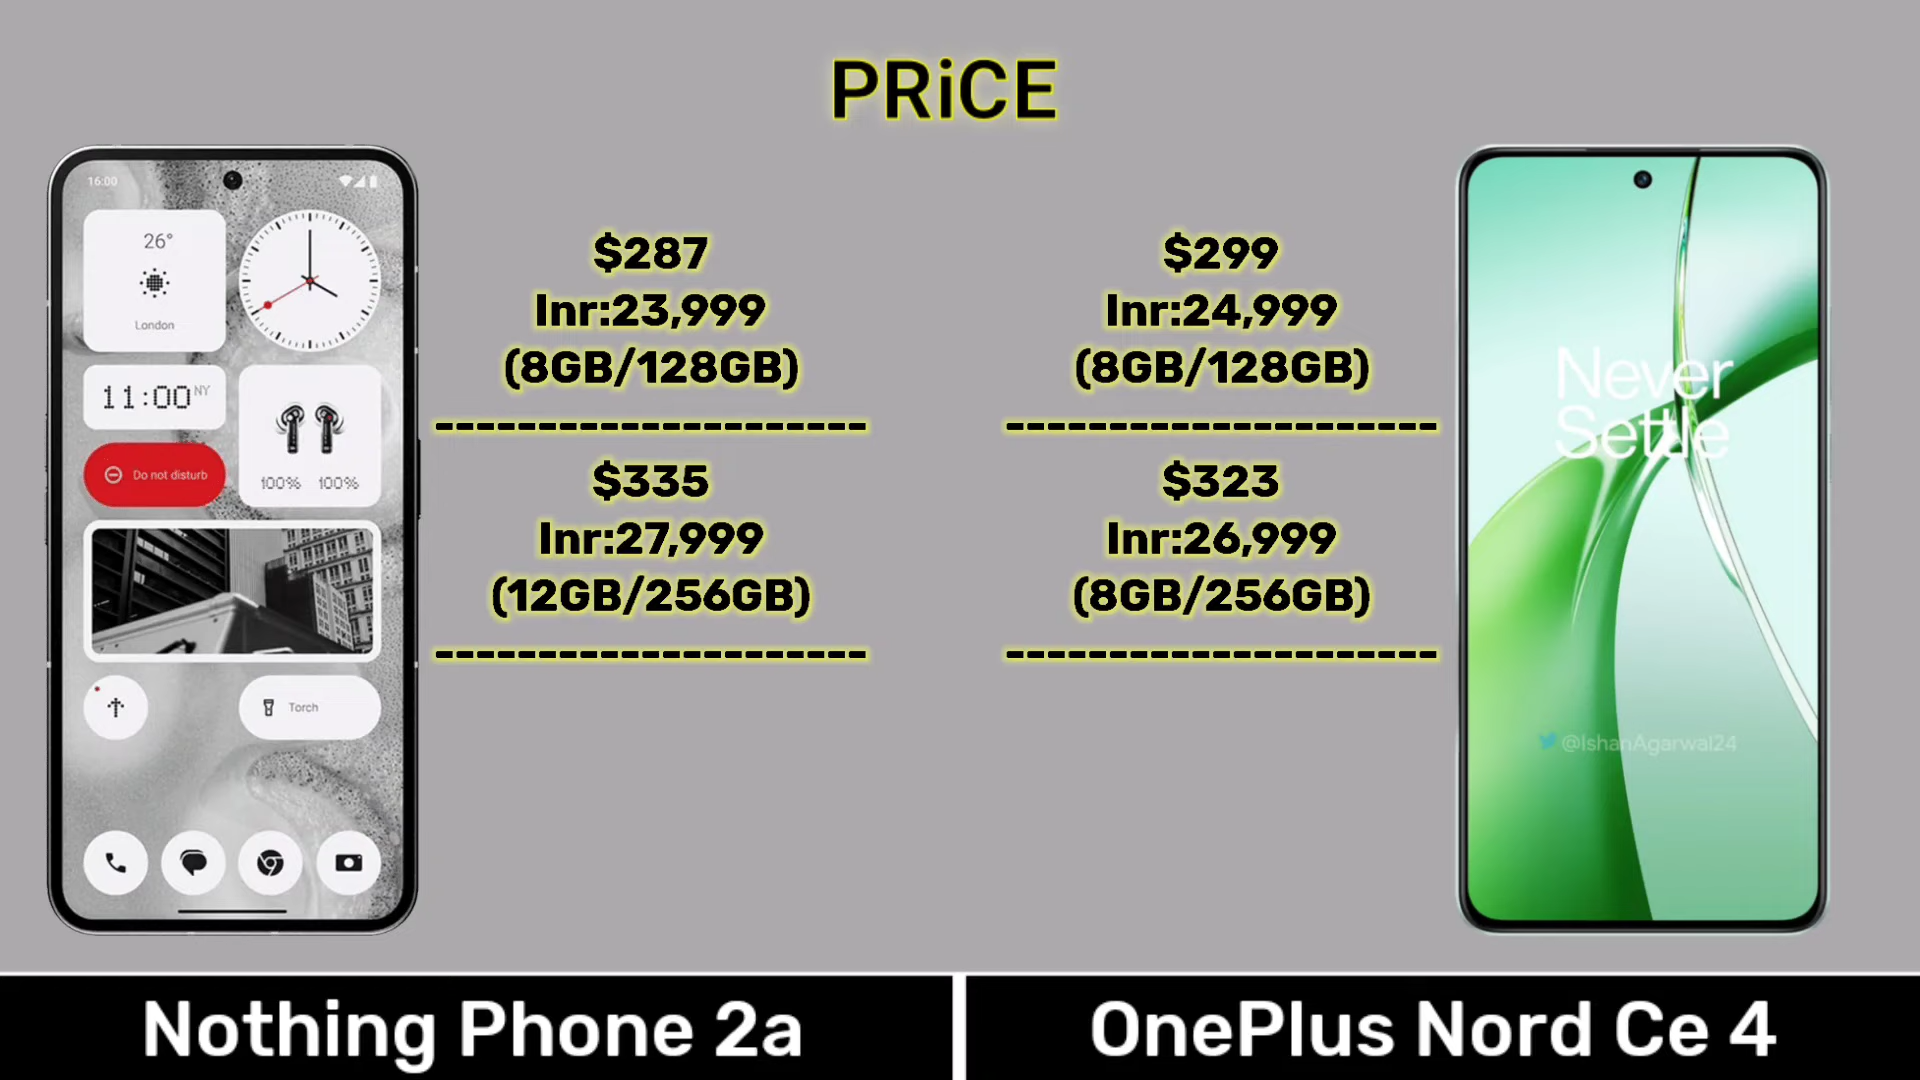 PRiCE
16:00
26°
London
11:00 NY
Do not disturb
100% 100%
Torch
$287
Inr:23,999
(8GB/128GB)
---------------------
$335
Inr:27,999
(12GB/256GB)
---------------------
$299
Inr:24,999
(8GB/128GB)
---------------------
$323
Inr:26,999
(8GB/256GB)
---------------------
Never
Settle
@IshanAgarwal24
Nothing Phone 2a
OnePlus Nord Ce 4